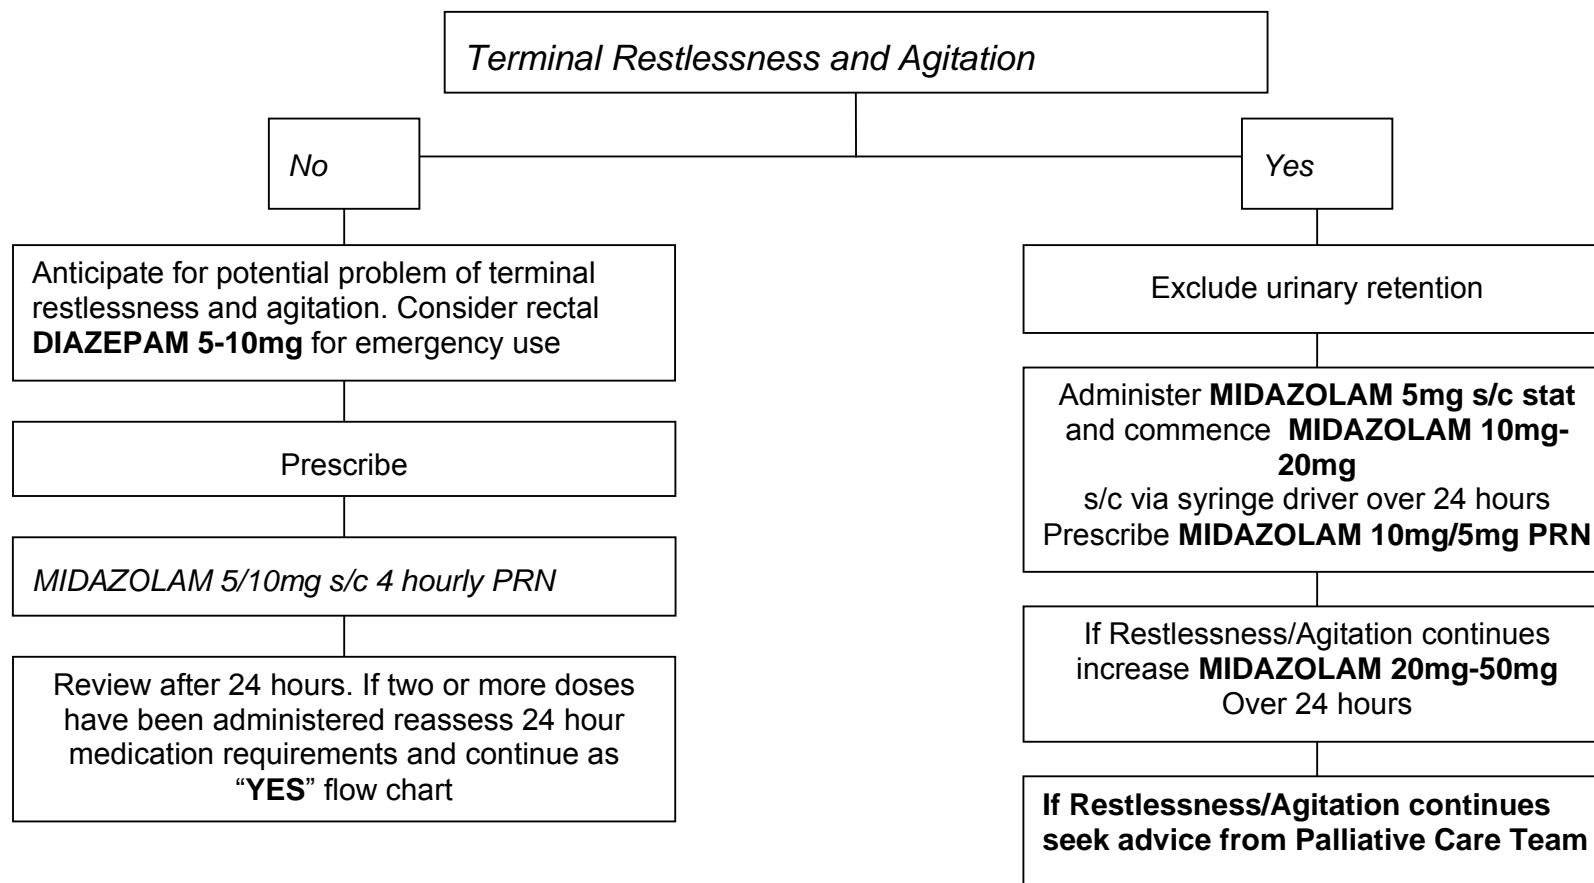 Terminal Restlessness and Agitation
No
Yes
Anticipate for potential problem of terminal
restlessness and agitation. Consider rectal
DIAZEPAM 5-10mg for emergency use
Prescribe
MIDAZOLAM 5/10mg s/c 4 hourly PRN
Review after 24 hours. If two or more doses
have been administered reassess 24 hour
medication requirements and continue as
“YES” flow chart
Exclude urinary retention
Administer MIDAZOLAM 5mg s/c stat
and commence MIDAZOLAM 10mg-
20mg
s/c via syringe driver over 24 hours
Prescribe MIDAZOLAM 10mg/5mg PRN
If Restlessness/Agitation continues
increase MIDAZOLAM 20mg-50mg
Over 24 hours
If Restlessness/Agitation continues
seek advice from Palliative Care Team